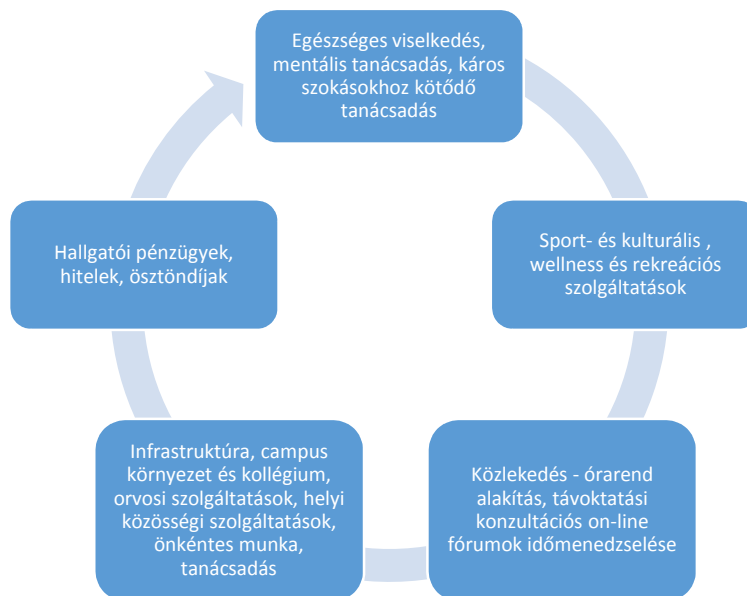 Egészséges viselkedés,
mentális tanácsadás, káros
szokásokhoz kötődő
tanácsadás
Sport- és kulturális ,
wellness és rekreációs
szolgáltatások
Közlekedés - órarend
alakítás, távoktatási
konzultációs on-line
fórumok időmenedzselése
Infrastruktúra, campus
környezet és kollégium,
orvosi szolgáltatások, helyi
közösségi szolgáltatások,
önkéntes munka,
tanácsadás
Hallgatói pénzügyek,
hitelek, ösztöndíjak